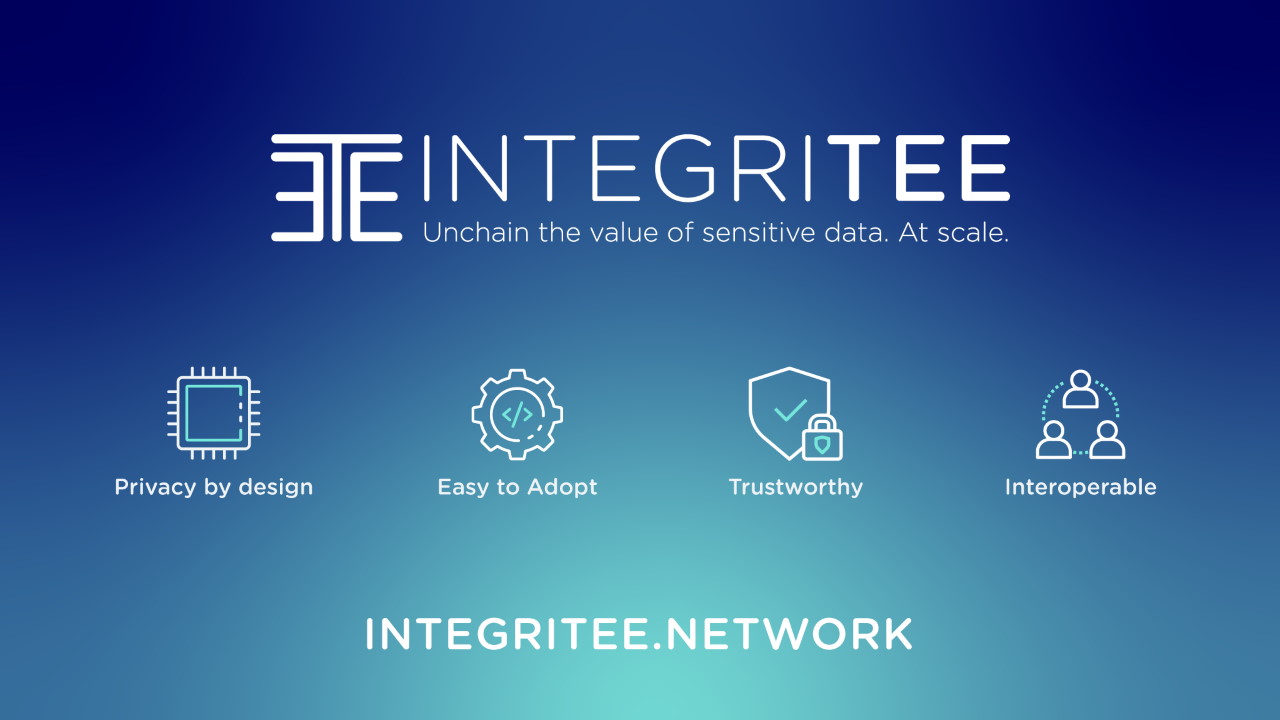 INTEGRITEE
Unchain the value of sensitive data. At scale.
Privacy by design
Easy to Adopt
Trustworthy
Interoperable
INTEGRITEE.NETWORK